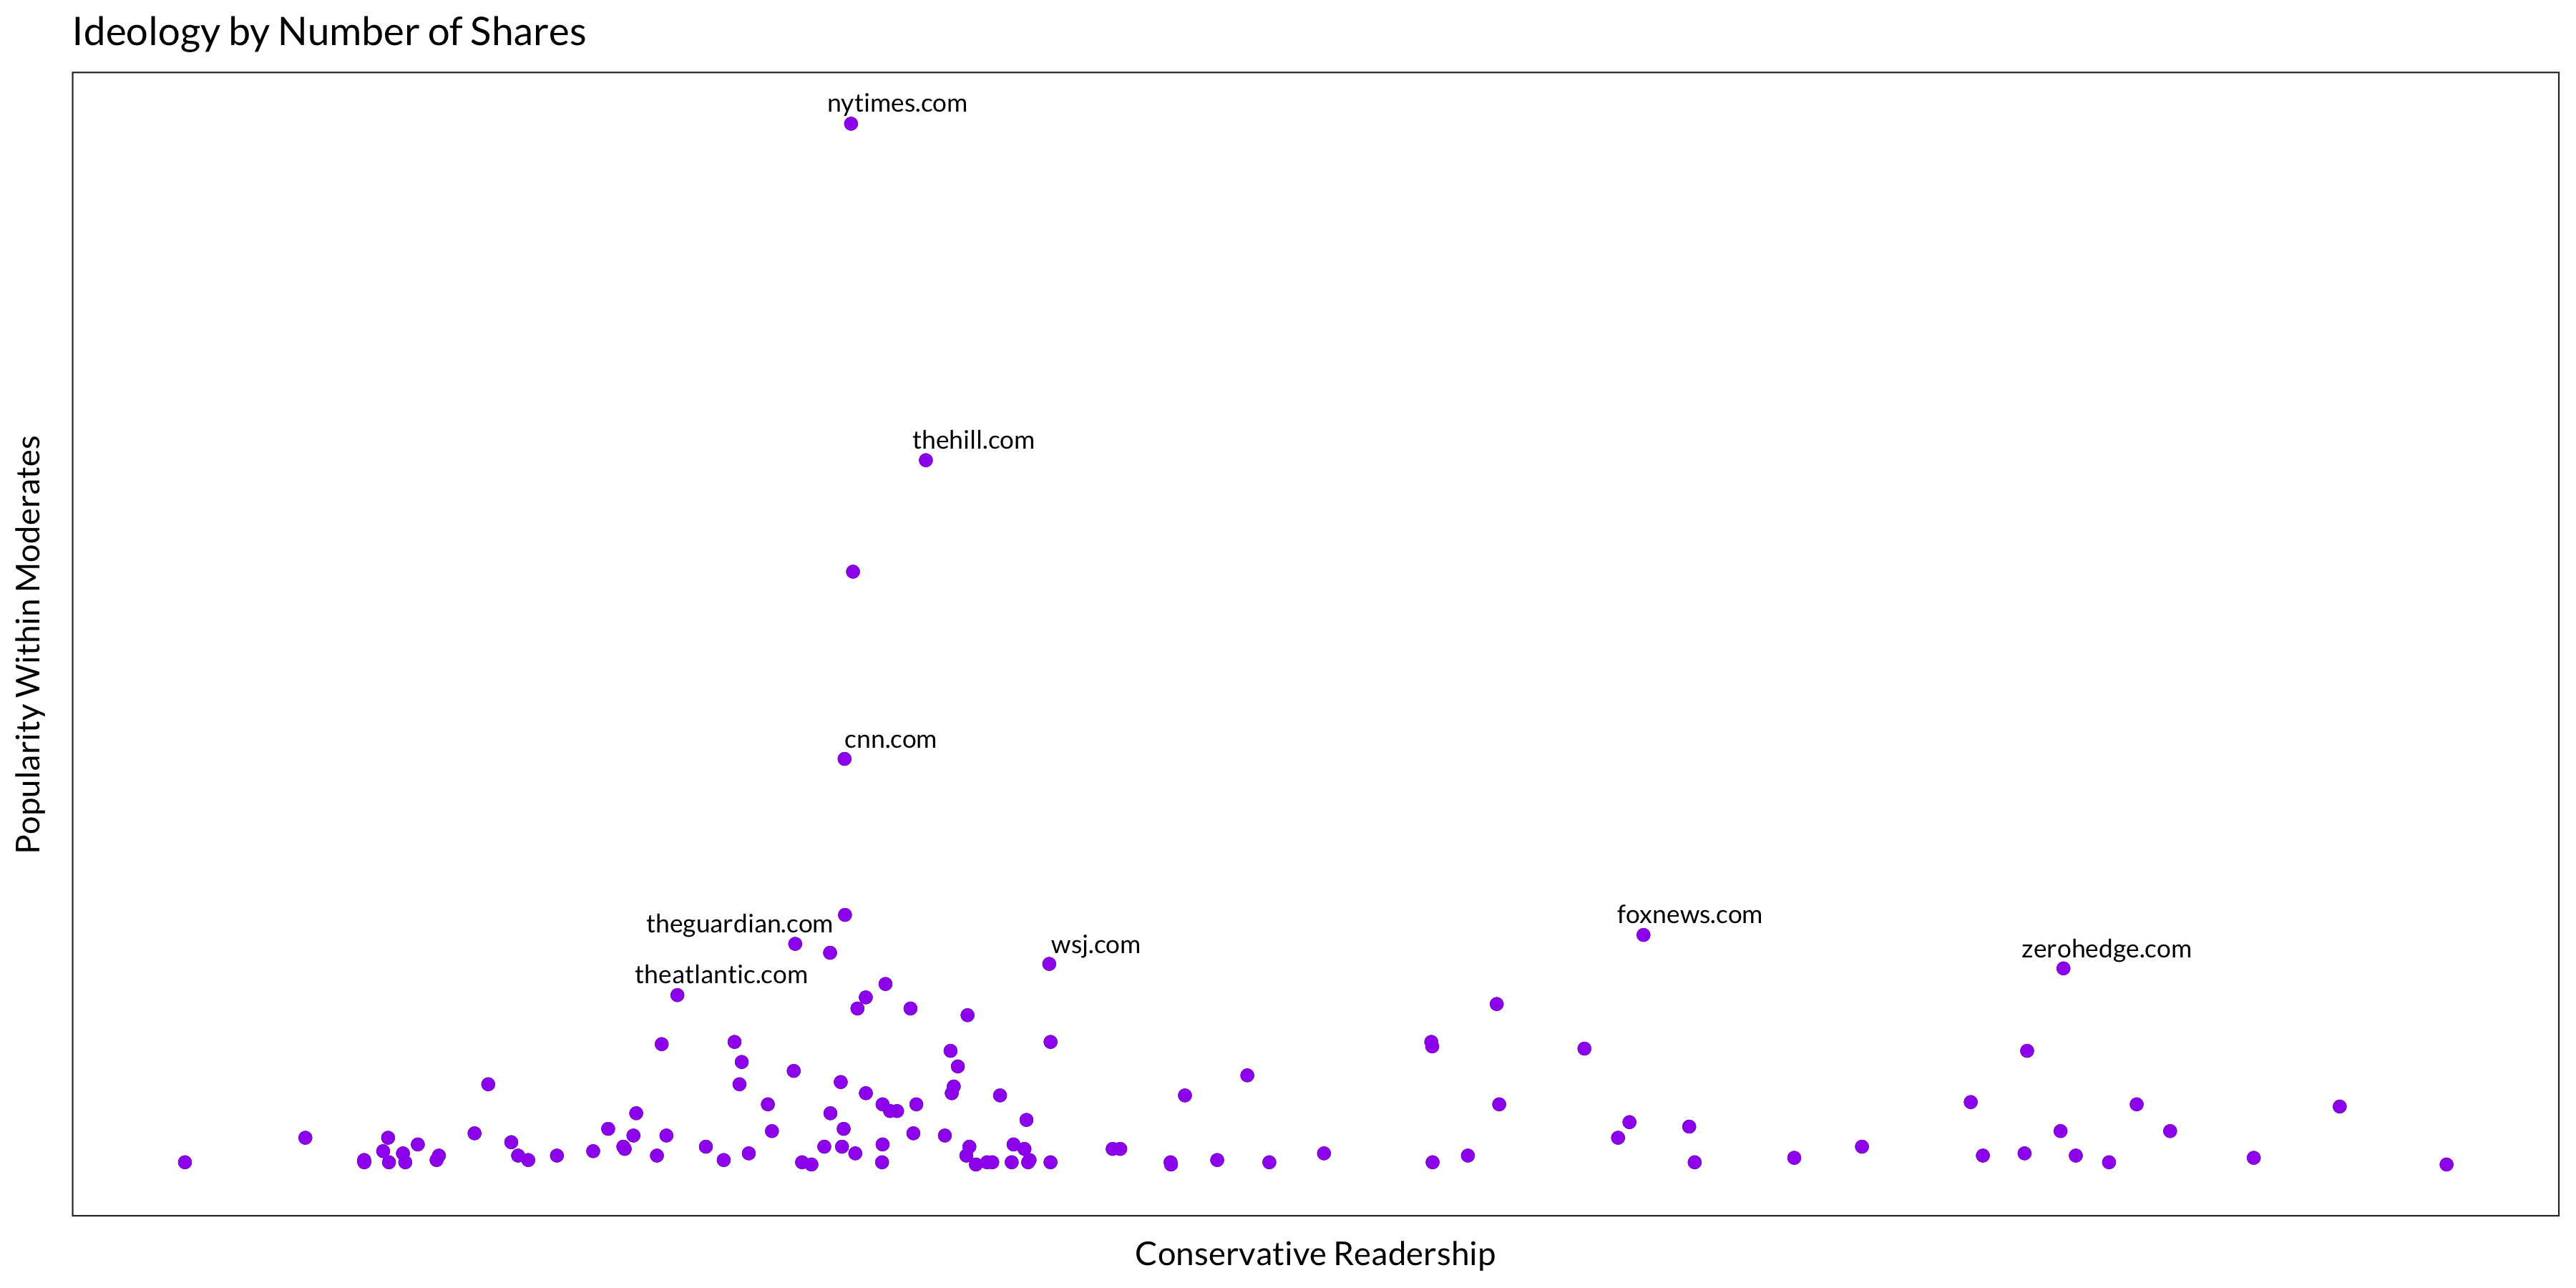 Ideology by Number of Shares
nytimes.com
thehill.com
Popularity Within Moderates
cnn.com
theguardian.com
foxnews.com
wsj.com
zerohedge.com
theatlantic.com
Conservative Readership